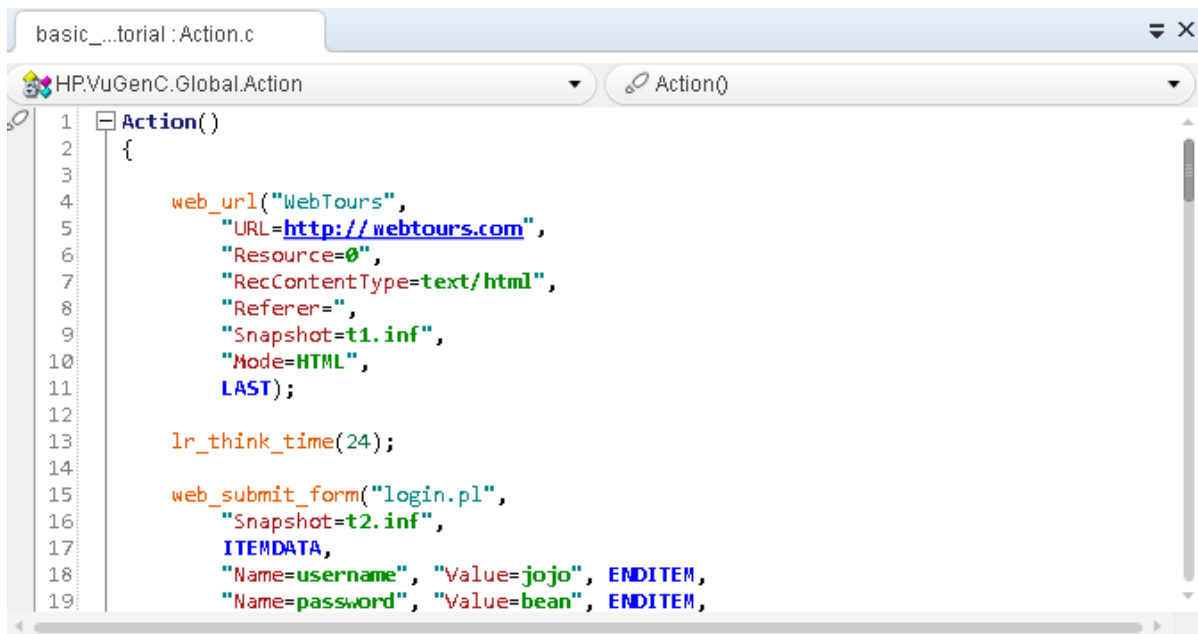 basic_...torial : Action.c
HP.VuGenC.Global.Action
Action()
1 Action()
2 {
3
4 web_url("WebTours",
5 "URL=http://webtours.com",
6 "Resource=0",
7 "RecContentType=text/html",
8 "Referer=",
9 "Snapshot=t1.inf",
10 "Mode=HTML",
11 LAST);
12
13 lr_think_time(24);
14
15 web_submit_form("login.pl",
16 "Snapshot=t2.inf",
17 ITEMDATA,
18 "Name=username", "Value=jojo", ENDITEM,
19 "Name=password", "Value=bean", ENDITEM,